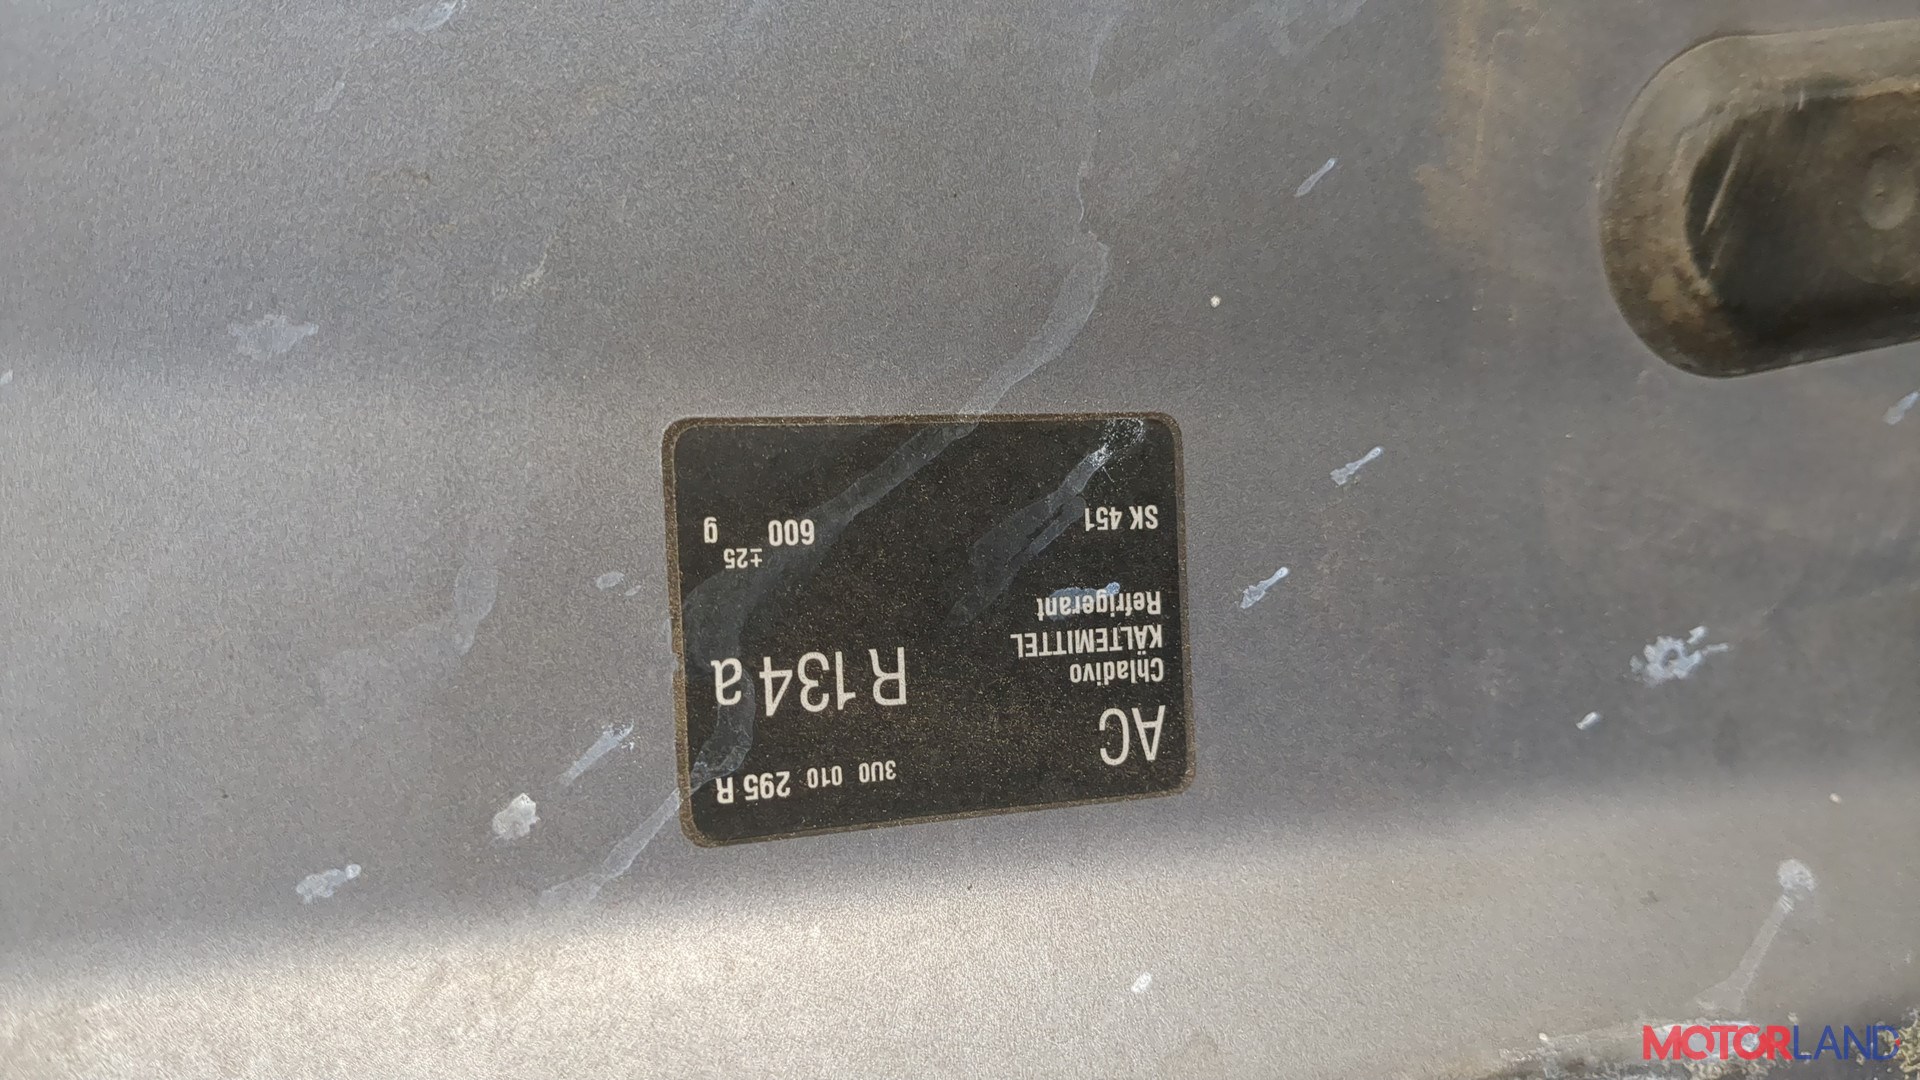 AC 3U0 010 295 R
Chladivo
KÄLTEMITTEL R 134 a
Refrigerant
SK 451 600 ±25 g
MOTORLAND